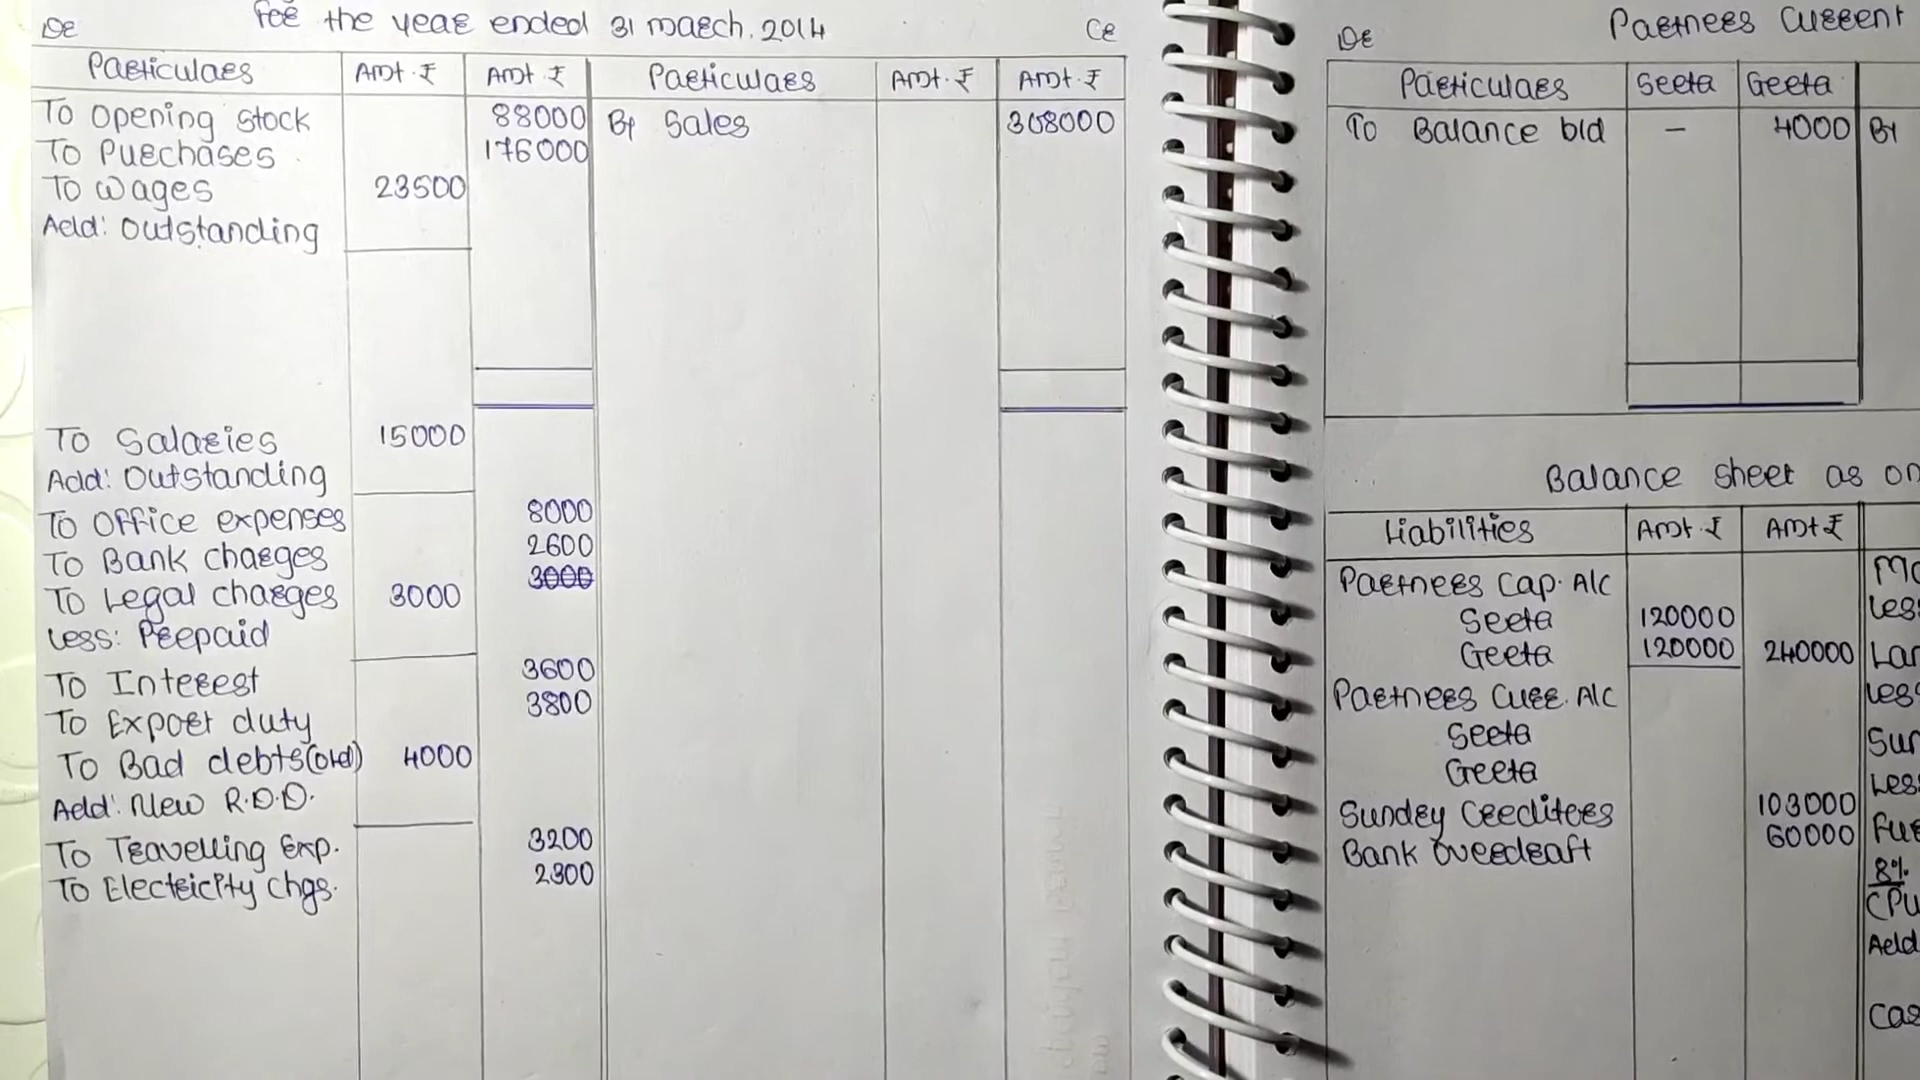 For the year ended 31 march. 2014
Dr Cr
Particulars Amt.₹ Amt.₹ Particulars Amt.₹ Amt.₹
To Opening stock 88000 By Sales 308000
To Purchases 176000
To Wages 23500
Add: Outstanding
To Salaries 15000
Add: Outstanding
To Office expenses 8000
To Bank charges 2600
To Legal charges 3000 3000
Less: Prepaid
To Interest 3600
To Export duty 3800
To Bad debts(old) 4000
Add: New R.D.D.
To Travelling Exp. 3200
To Electricity Chgs. 2300
Partners Current
Dr
Particulars Seeta Geeta
To Balance b/d — 4000 By
Balance sheet as on
Liabilities Amt.₹ Amt₹
Partners Cap. A/c
Seeta 120000
Geeta 120000 240000
Partners Curr. A/c
Seeta
Geeta
Sundry Creditors 103000
Bank Overdraft 60000
8%
Add